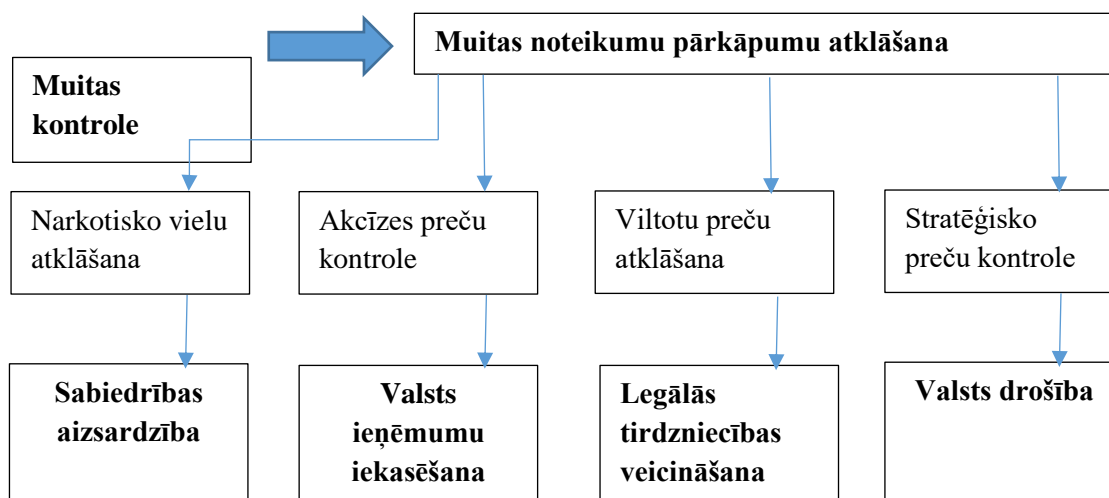 Muitas noteikumu pārkāpumu atklāšana
Muitas
kontrole
Narkotisko vielu
atklāšana
Akcīzes preču
kontrole
Viltotu preču
atklāšana
Stratēģisko
preču kontrole
Sabiedrības
aizsardzība
Valsts
ieņēmumu
iekasēšana
Legālās
tirdzniecības
veicināšana
Valsts drošība